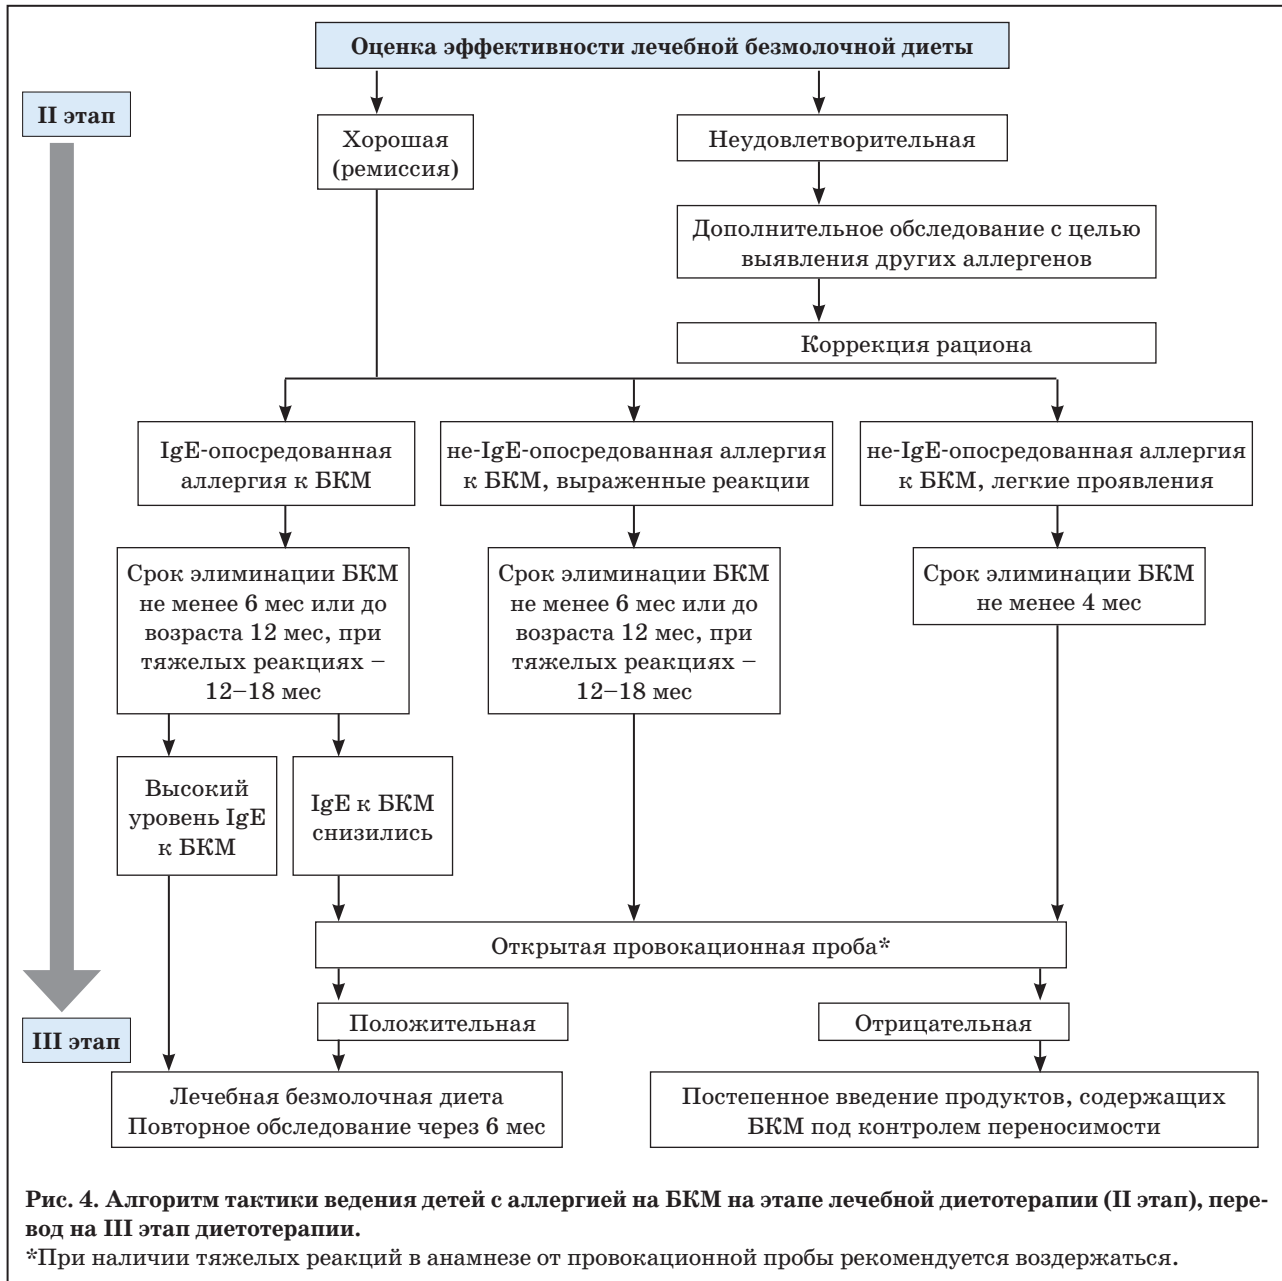 Оценка эффективности лечебной безмолочной диеты
II этап
Хорошая
(ремиссия)
Неудовлетворительная
Дополнительное обследование с целью
выявления других аллергенов
Коррекция рациона
IgE-опосредованная
аллергия к БКМ
не-IgE-опосредованная аллергия
к БКМ, выраженные реакции
не-IgE-опосредованная аллергия
к БКМ, легкие проявления
Срок элиминации БКМ
не менее 6 мес или до
возраста 12 мес, при
тяжелых реакциях –
12–18 мес
Срок элиминации БКМ
не менее 6 мес или до
возраста 12 мес, при
тяжелых реакциях –
12–18 мес
Срок элиминации БКМ
не менее 4 мес
Высокий
уровень IgE
к БКМ
IgE к БКМ
снизились
Открытая провокационная проба*
Положительная
Отрицательная
III этап
Лечебная безмолочная диета
Повторное обследование через 6 мес
Постепенное введение продуктов, содержащих
БКМ под контролем переносимости
Рис. 4. Алгоритм тактики ведения детей с аллергией на БКМ на этапе лечебной диетотерапии (II этап), пере-
вод на III этап диетотерапии.
*При наличии тяжелых реакций в анамнезе от провокационной пробы рекомендуется воздержаться.